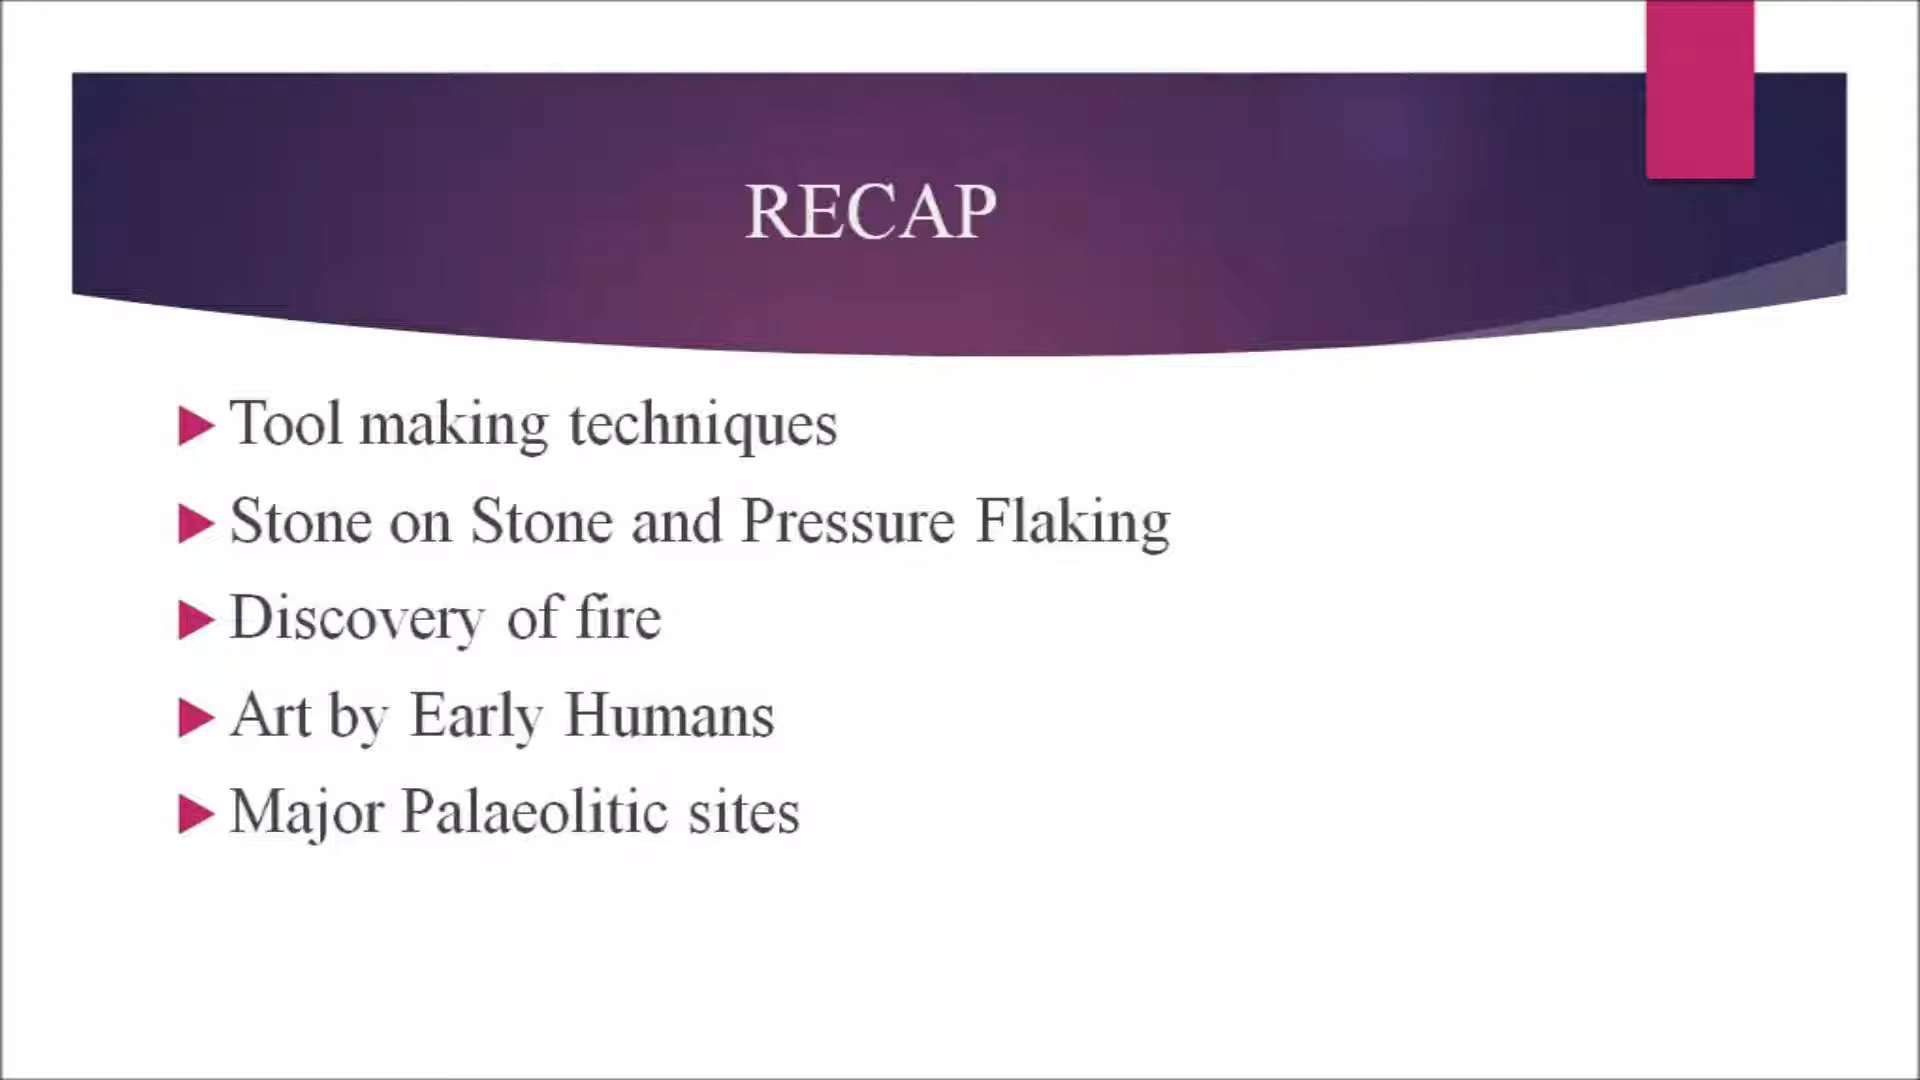 RECAP
Tool making techniques
Stone on Stone and Pressure Flaking
Discovery of fire
Art by Early Humans
Major Palaeolitic sites